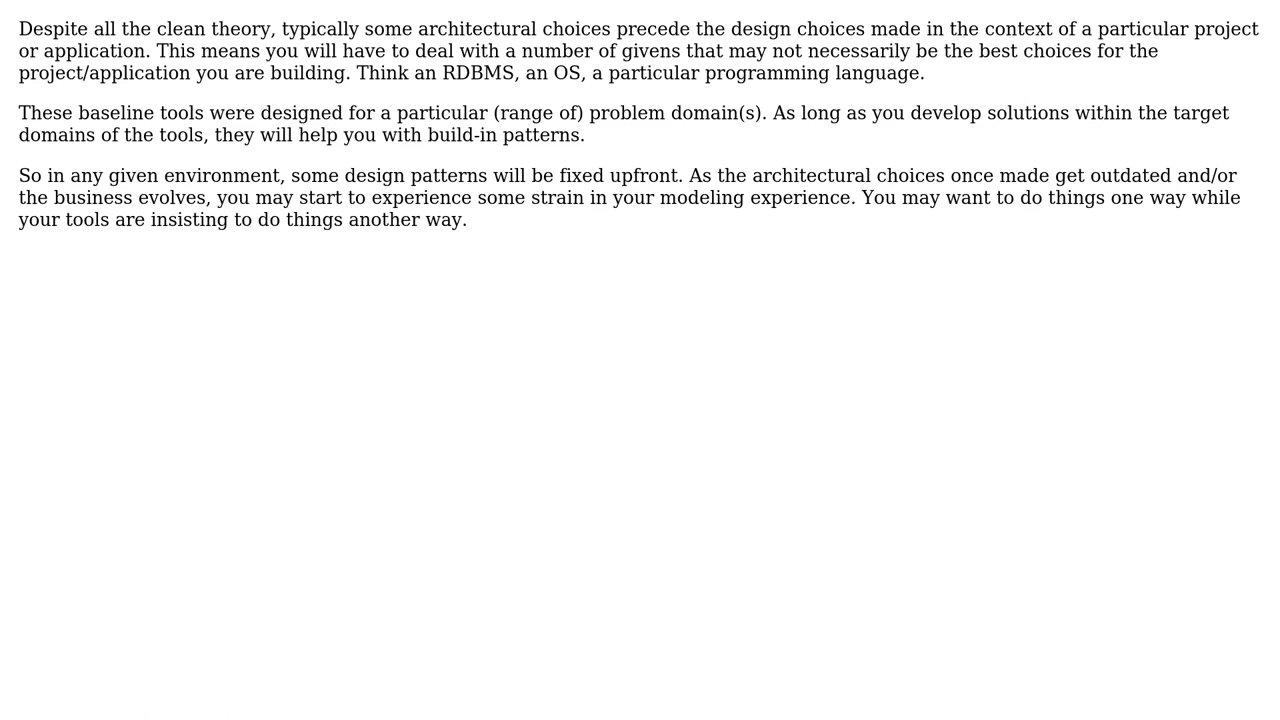 Despite all the clean theory, typically some architectural choices precede the design choices made in the context of a particular project
or application. This means you will have to deal with a number of givens that may not necessarily be the best choices for the
project/application you are building. Think an RDBMS, an OS, a particular programming language.
These baseline tools were designed for a particular (range of) problem domain(s). As long as you develop solutions within the target
domains of the tools, they will help you with build-in patterns.
So in any given environment, some design patterns will be fixed upfront. As the architectural choices once made get outdated and/or
the business evolves, you may start to experience some strain in your modeling experience. You may want to do things one way while
your tools are insisting to do things another way.